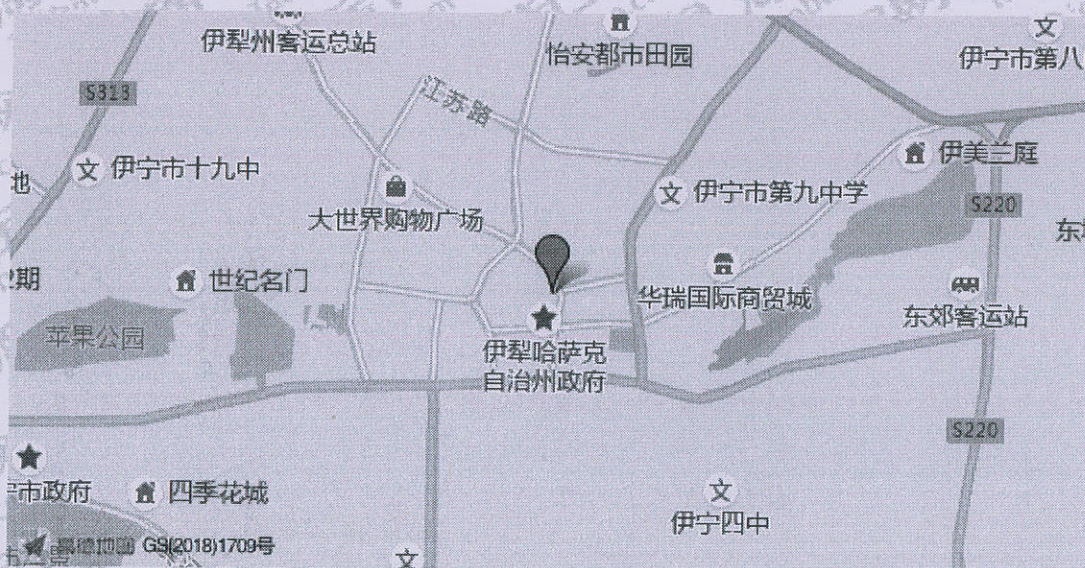 伊犁州客运总站
怡安都市田园
伊宁市第八
S313
江苏路
伊宁市十九中
地
伊美兰庭
大世界购物广场
伊宁市第九中学
S220
东
2期
世纪名门
华瑞国际商贸城
东郊客运站
苹果公园
伊犁哈萨克
自治州政府
S220
宁市政府
四季花城
伊宁四中
高德地图 GS(2018)1709号